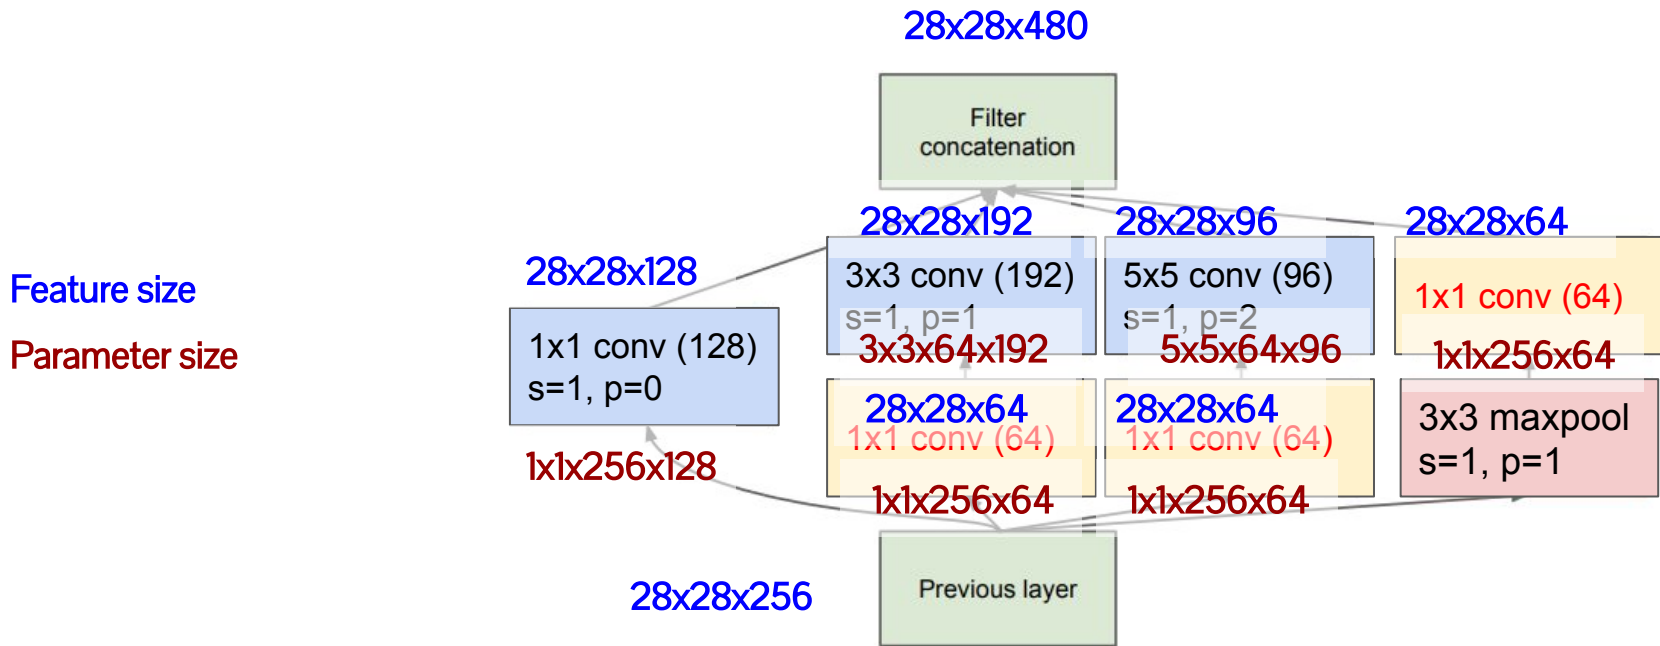 28x28x480
Filter
concatenation
28x28x192
28x28x96
28x28x64
Feature size
28x28x128
3x3 conv (192)
s=1, p=1
5x5 conv (96)
s=1, p=2
1x1 conv (64)
Parameter size
1x1 conv (128)
s=1, p=0
3x3x64x192
5x5x64x96
1x1x256x64
28x28x64
1x1 conv (64)
28x28x64
1x1 conv (64)
3x3 maxpool
s=1, p=1
1x1x256x128
1x1x256x64
1x1x256x64
28x28x256
Previous layer